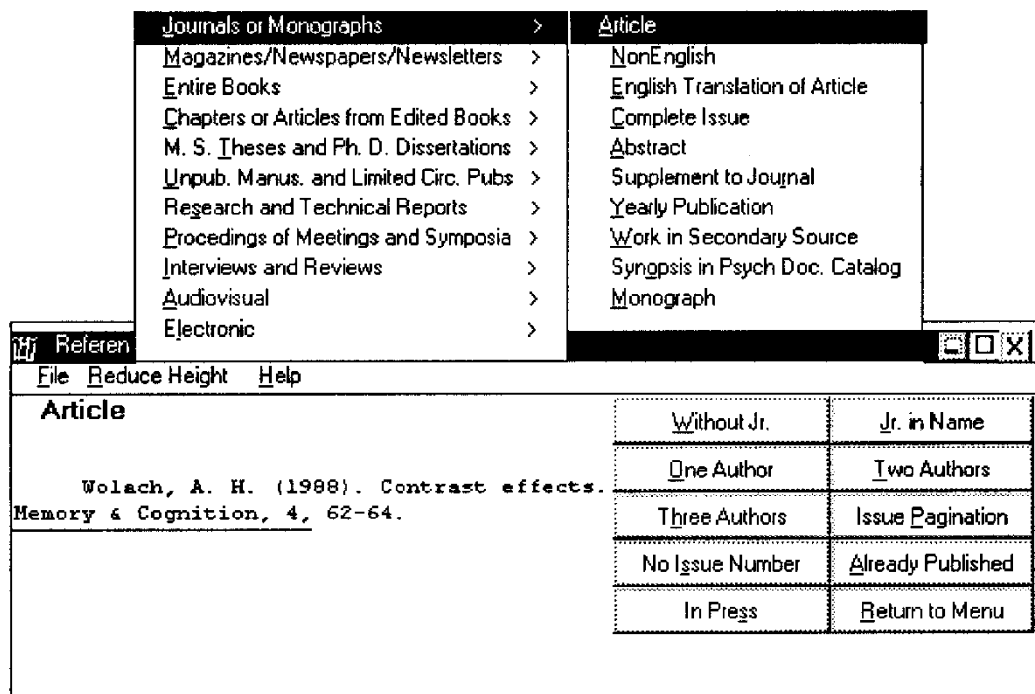 Journals or Monographs >
Magazines/Newspapers/Newsletters >
Entire Books >
Chapters or Articles from Edited Books >
M. S. Theses and Ph. D. Dissertations >
Unpub. Manus. and Limited Circ. Pubs >
Research and Technical Reports >
Procedings of Meetings and Symposia >
Interviews and Reviews >
Audiovisual >
Electronic >
Article
NonEnglish
English Translation of Article
Complete Issue
Abstract
Supplement to Journal
Yearly Publication
Work in Secondary Source
Synopsis in Psych Doc. Catalog
Monograph
Referen
File Reduce Height Help
Article
Wolach, A. H. (1988). Contrast effects.
Memory & Cognition, 4, 62-64.
Without Jr. Jr. in Name
One Author Two Authors
Three Authors Issue Pagination
No Issue Number Already Published
In Press Return to Menu